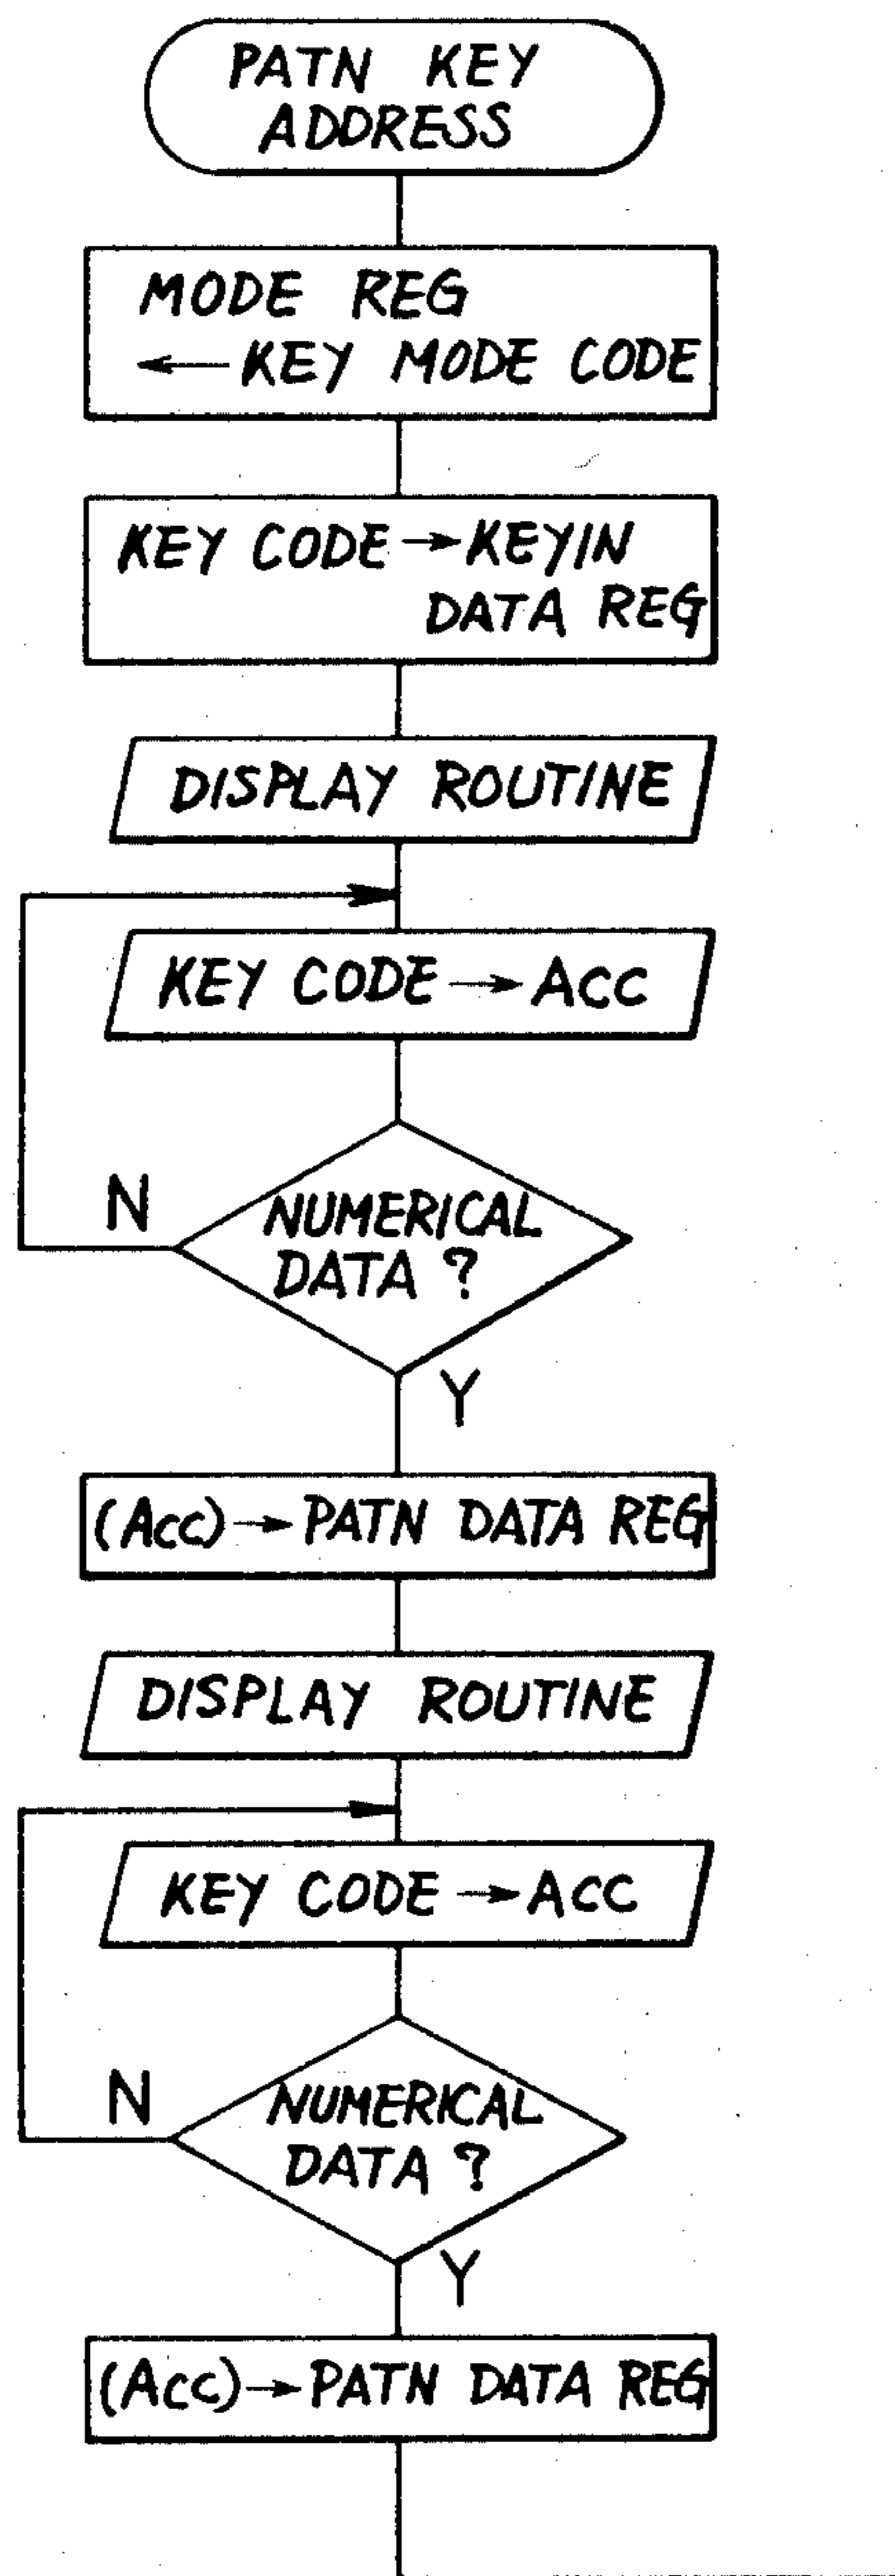 PATN KEY
ADDRESS
MODE REG
← KEY MODE CODE
KEY CODE → KEYIN
DATA REG
DISPLAY ROUTINE
KEY CODE → ACC
N
NUMERICAL
DATA ?
Y
(ACC) → PATN DATA REG
DISPLAY ROUTINE
KEY CODE → ACC
N
NUMERICAL
DATA ?
Y
(ACC) → PATN DATA REG